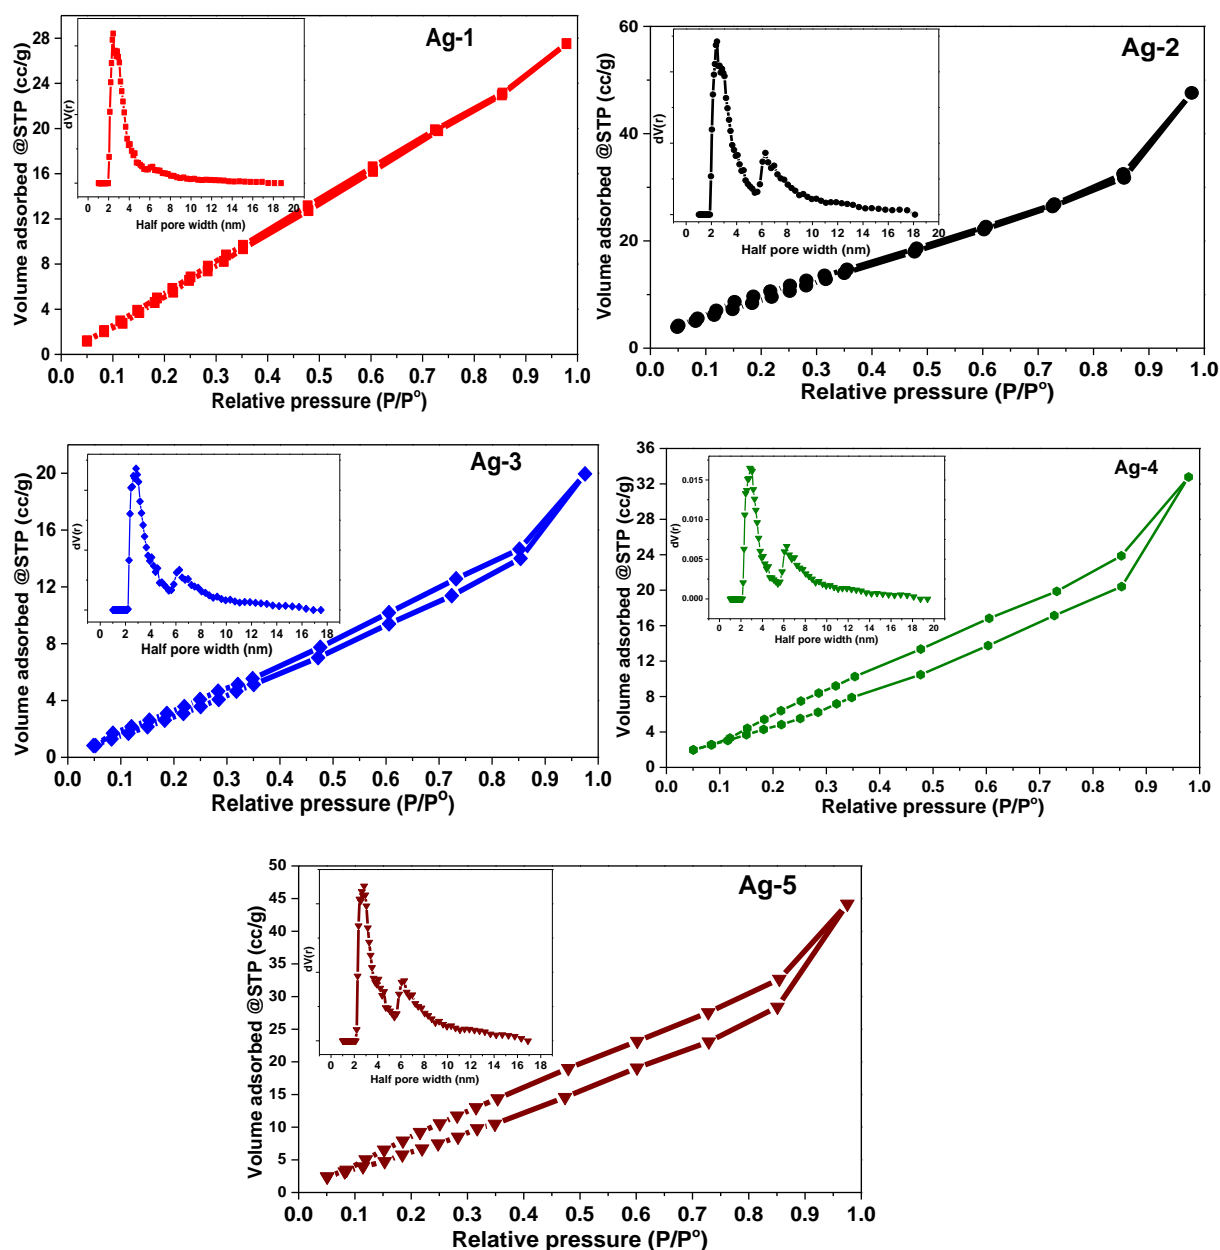 Ag-1
Volume adsorbed @STP (cc/g)
28
24
20
16
12
8
4
0
0.0 0.1 0.2 0.3 0.4 0.5 0.6 0.7 0.8 0.9 1.0
Relative pressure (P/P°)
dV(r)
0 2 4 6 8 10 12 14 16 18 20
Half pore width (nm)
Ag-2
Volume adsorbed @STP (cc/g)
60
40
20
0
0.0 0.1 0.2 0.3 0.4 0.5 0.6 0.7 0.8 0.9 1.0
Relative pressure (P/P°)
dV(r)
0 2 4 6 8 10 12 14 16 18 20
Half pore width (nm)
Ag-3
Volume adsorbed @STP (cc/g)
20
16
12
8
4
0
0.0 0.1 0.2 0.3 0.4 0.5 0.6 0.7 0.8 0.9 1.0
Relative pressure (P/P°)
dV(r)
0 2 4 6 8 10 12 14 16 18
Half pore width (nm)
Ag-4
Volume adsorbed @STP (cc/g)
36
32
28
24
20
16
12
8
4
0
0.0 0.1 0.2 0.3 0.4 0.5 0.6 0.7 0.8 0.9 1.0
Relative pressure (P/P°)
dV(r)
0.015
0.010
0.005
0.000
0 2 4 6 8 10 12 14 16 18 20
Half pore width (nm)
Ag-5
Volume adsorbed @STP (cc/g)
50
45
40
35
30
25
20
15
10
5
0
0.0 0.1 0.2 0.3 0.4 0.5 0.6 0.7 0.8 0.9 1.0
Relative pressure (P/P°)
dV(r)
0 2 4 6 8 10 12 14 16 18
Half pore width (nm)